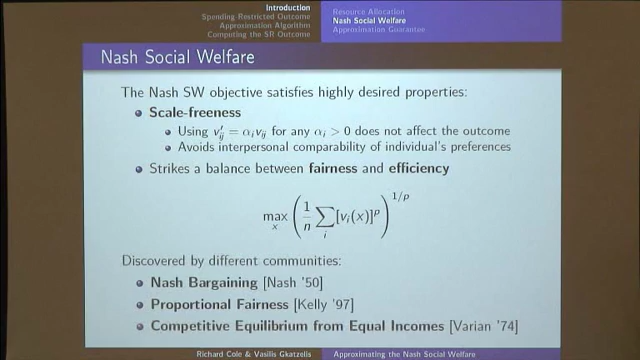 Introduction
Spending Restricted Outcome
Approximation Algorithm
Computing the SR Outcome
Resource Allocation
Nash Social Welfare
Approximation Guarantee
Nash Social Welfare
The Nash SW objective satisfies highly desired properties:
Scale-freeness
Using v′ᵢⱼ = αᵢvᵢⱼ for any αᵢ > 0 does not affect the outcome
Avoids interpersonal comparability of individual's preferences
Strikes a balance between fairness and efficiency
max_x (1/n ∑_i [vᵢ(x)]^p)^{1/p}
Discovered by different communities:
Nash Bargaining [Nash '50]
Proportional Fairness [Kelly '97]
Competitive Equilibrium from Equal Incomes [Varian '74]
Richard Cole & Vasilis Gkatzelis
Approximating the Nash Social Welfare